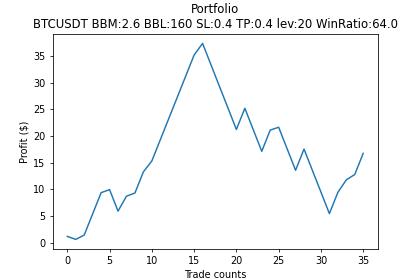 Portfolio
BTCUSDT BBM:2.6 BBL:160 SL:0.4 TP:0.4 lev:20 WinRatio:64.0
Profit ($)
35
30
25
20
15
10
5
0
0 5 10 15 20 25 30 35
Trade counts